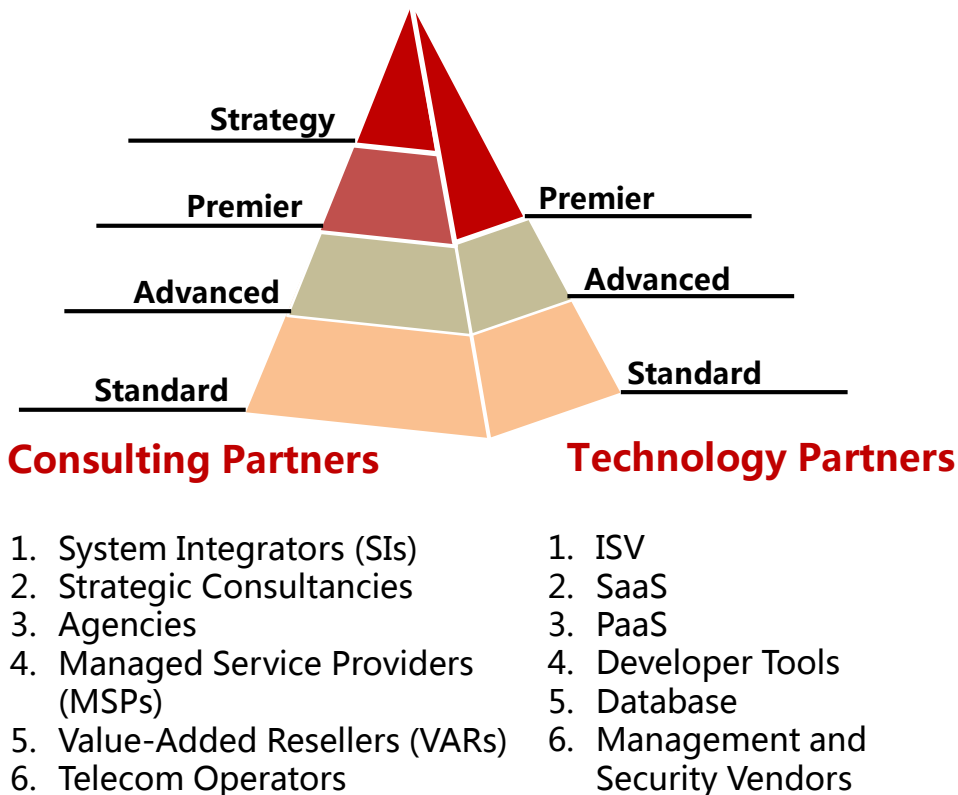 Strategy
Premier
Advanced
Standard
Premier
Advanced
Standard
Consulting Partners
1. System Integrators (SIs)
2. Strategic Consultancies
3. Agencies
4. Managed Service Providers
(MSPs)
5. Value-Added Resellers (VARs)
6. Telecom Operators
Technology Partners
1. ISV
2. SaaS
3. PaaS
4. Developer Tools
5. Database
6. Management and
Security Vendors